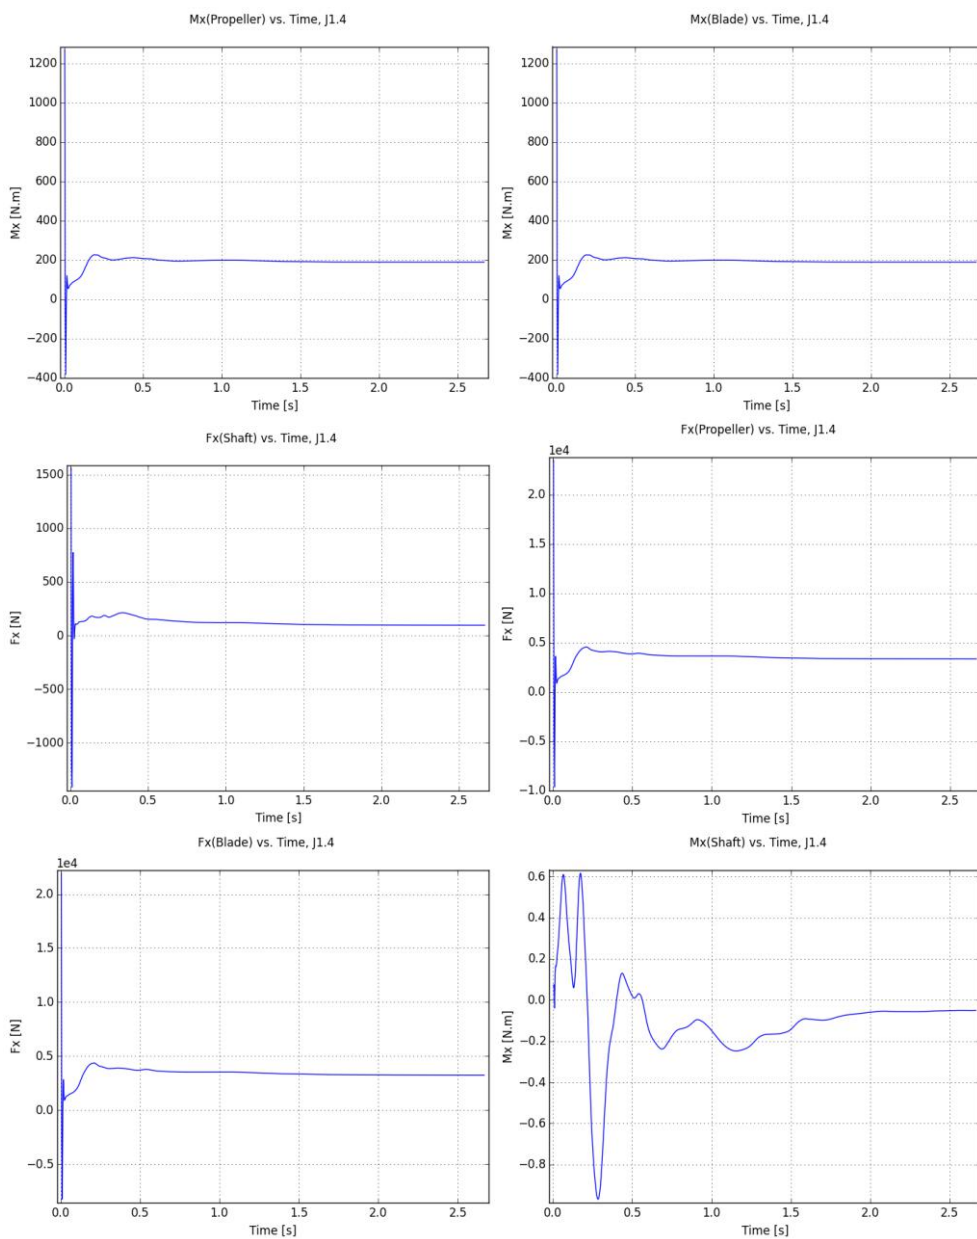 Mx(Propeller) vs. Time, J1.4
1200
1000
800
600
400
200
0
−200
−400
Mx [N.m]
0.0 0.5 1.0 1.5 2.0 2.5
Time [s]
Mx(Blade) vs. Time, J1.4
1200
1000
800
600
400
200
0
−200
−400
Mx [N.m]
0.0 0.5 1.0 1.5 2.0 2.5
Time [s]
Fx(Shaft) vs. Time, J1.4
1500
1000
500
0
−500
−1000
Fx [N]
0.0 0.5 1.0 1.5 2.0 2.5
Time [s]
Fx(Propeller) vs. Time, J1.4
1e4
2.0
1.5
1.0
0.5
0.0
−0.5
−1.0
Fx [N]
0.0 0.5 1.0 1.5 2.0 2.5
Time [s]
Fx(Blade) vs. Time, J1.4
1e4
2.0
1.5
1.0
0.5
0.0
−0.5
Fx [N]
0.0 0.5 1.0 1.5 2.0 2.5
Time [s]
Mx(Shaft) vs. Time, J1.4
0.6
0.4
0.2
0.0
−0.2
−0.4
−0.6
−0.8
Mx [N.m]
0.0 0.5 1.0 1.5 2.0 2.5
Time [s]